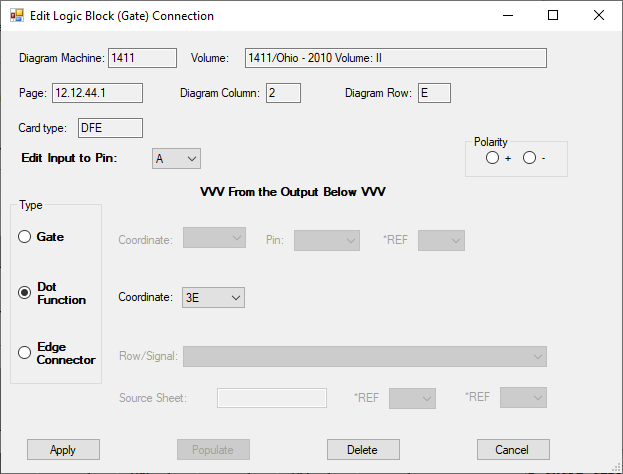 Edit Logic Block (Gate) Connection
Diagram Machine: 1411 Volume: 1411/Ohio - 2010 Volume: II
Page: 12.12.44.1 Diagram Column: 2 Diagram Row: E
Card type: DFE
Edit Input to Pin: A
Polarity
+ -
VVV From the Output Below VVV
Type
Gate Coordinate: Pin: *REF
Dot
Function
Coordinate: 3E
Edge
Connector
Row/Signal:
Source Sheet: *REF *REF
Apply Populate Delete Cancel